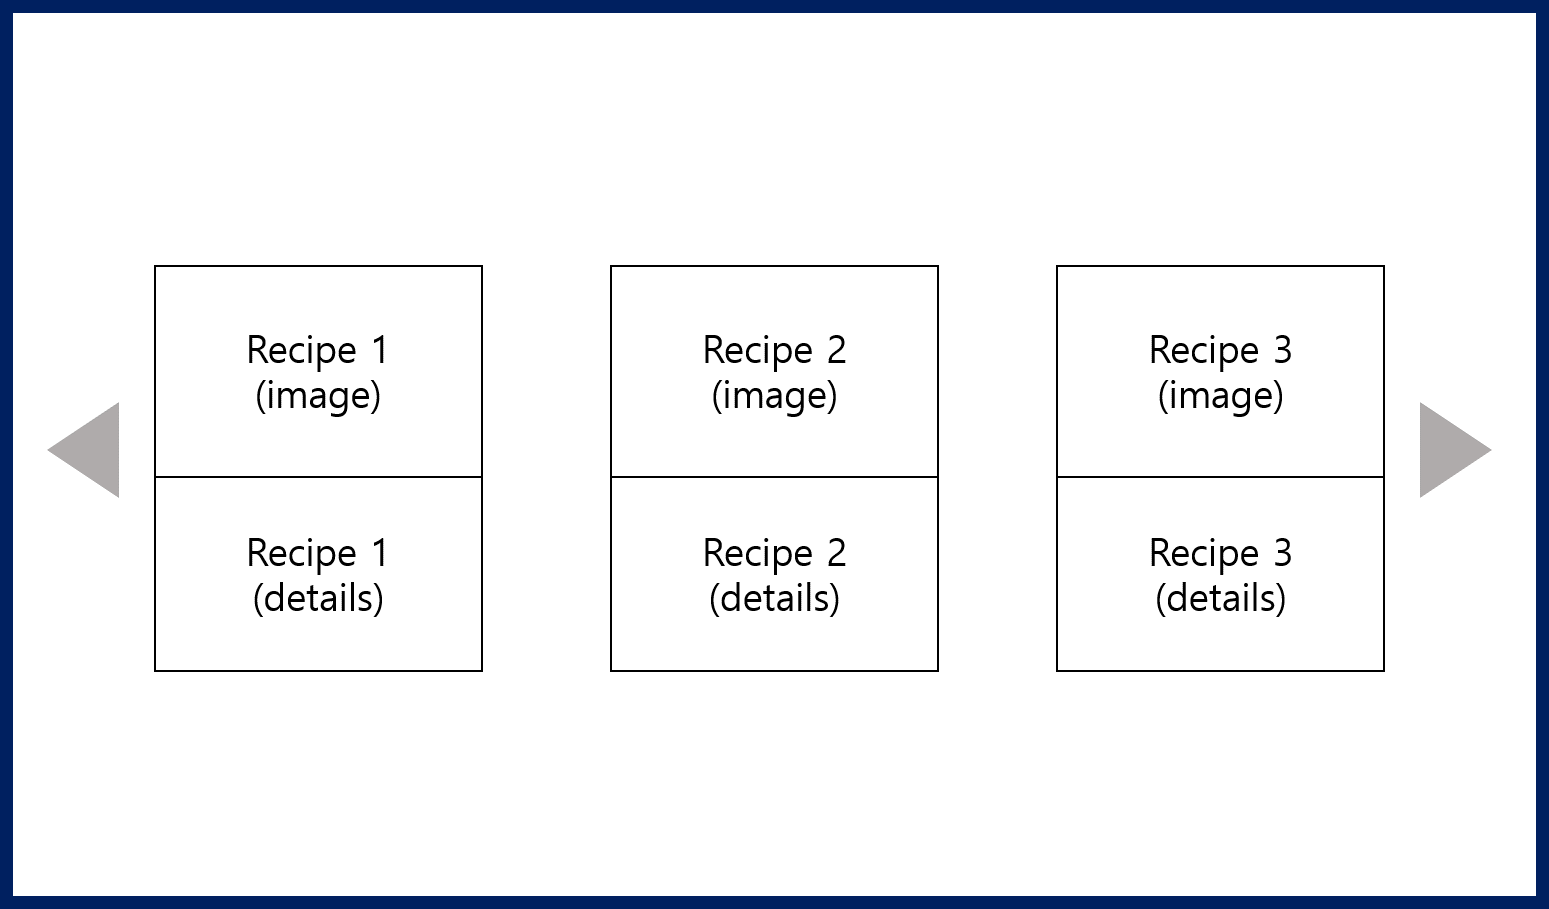 Recipe 1
(image)
Recipe 1
(details)
Recipe 2
(image)
Recipe 2
(details)
Recipe 3
(image)
Recipe 3
(details)